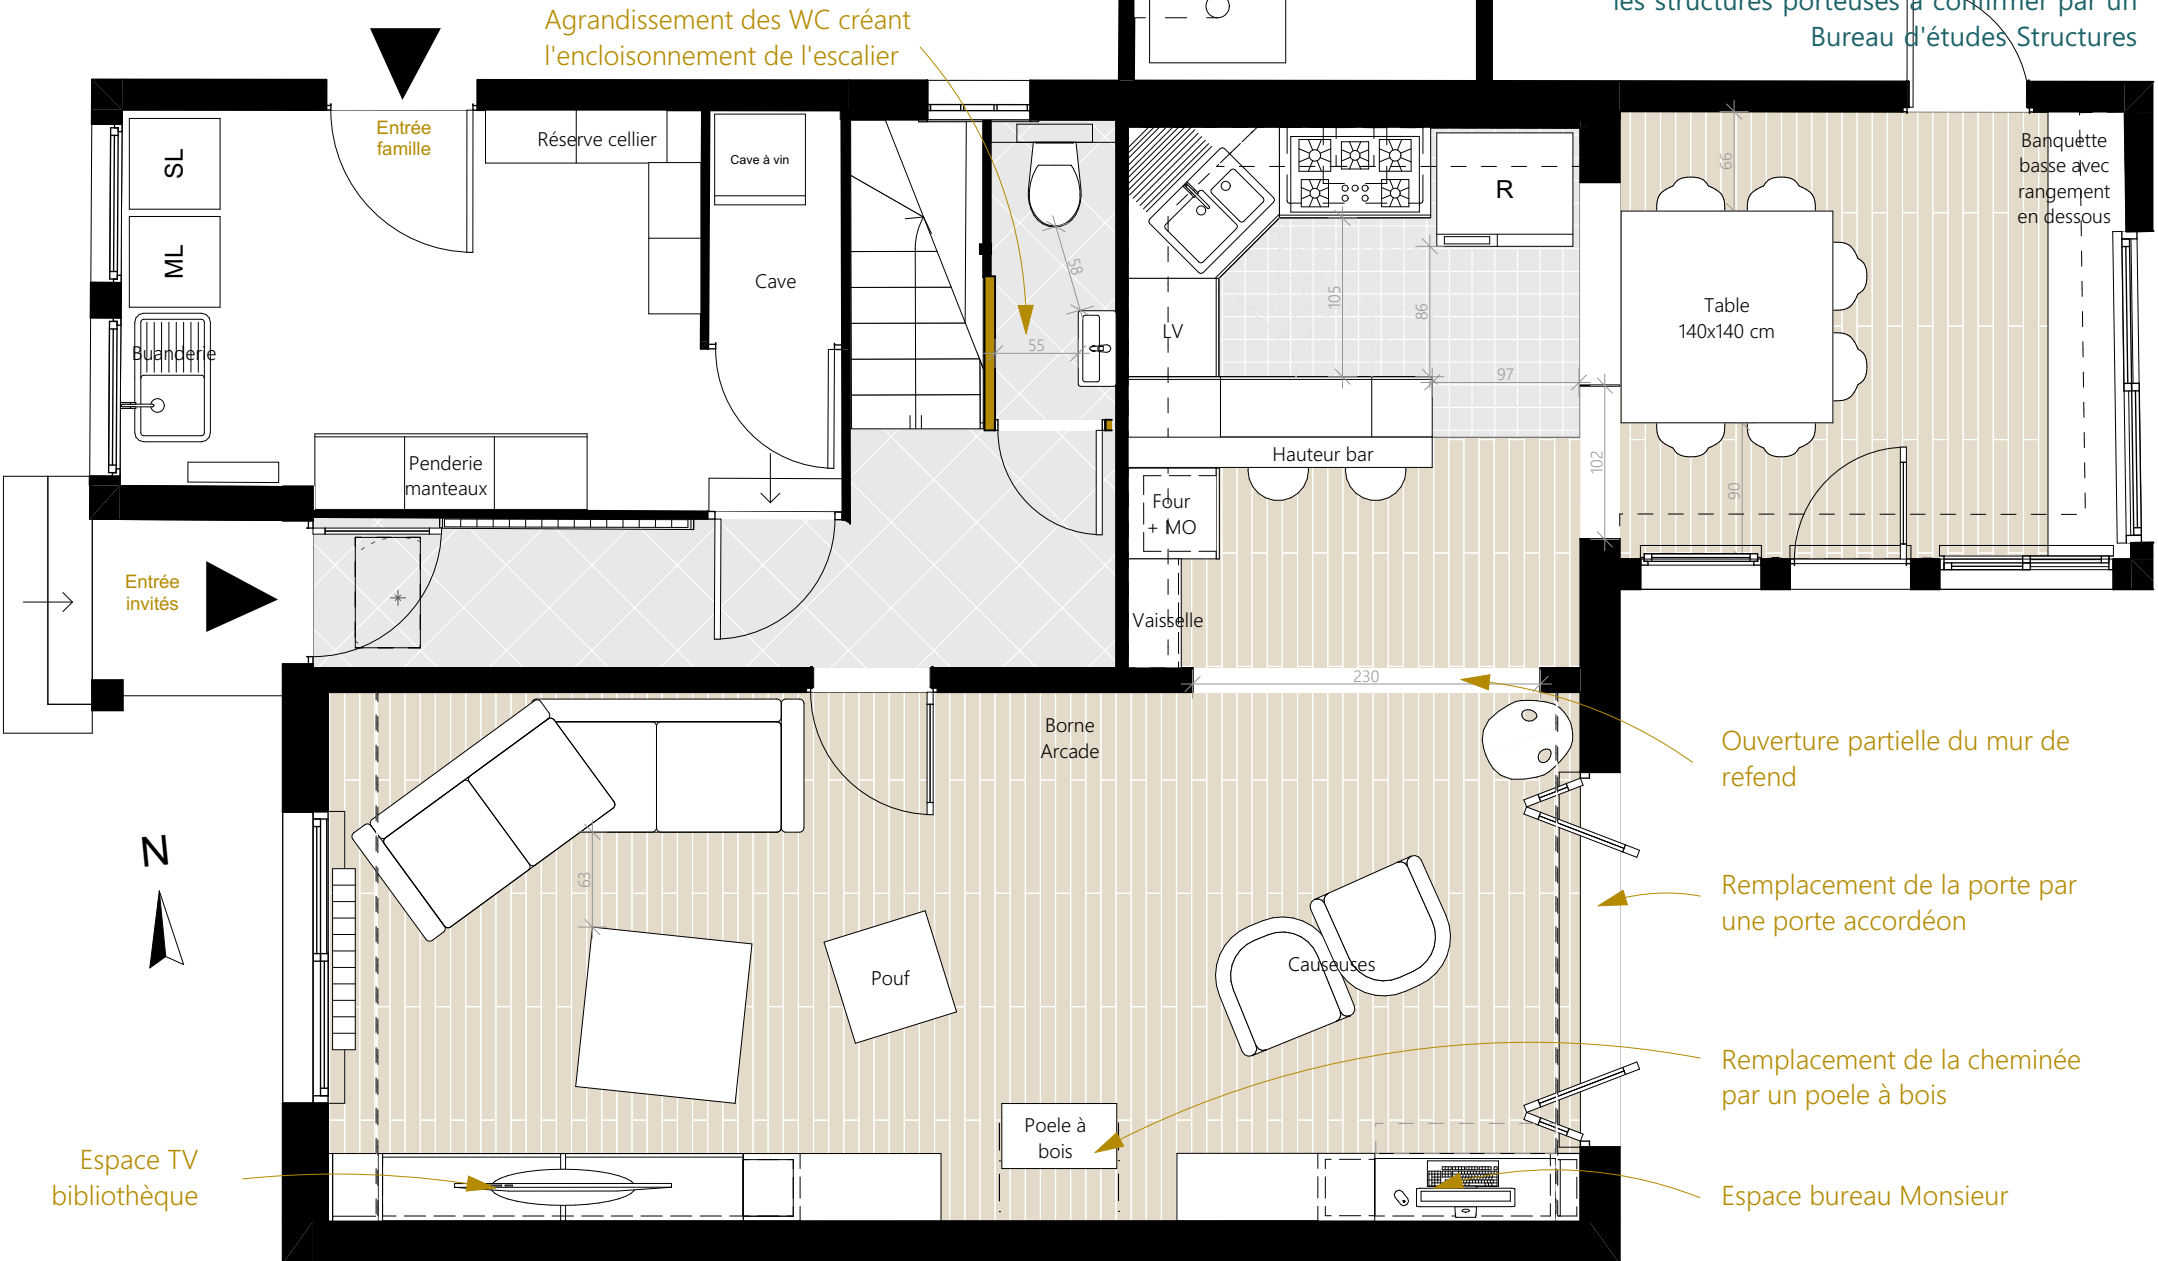 Agrandissement des WC créant
l'encloisonnement de l'escalier
les structures porteuses à confirmer par un
Bureau d'études Structures
Entrée
famille
Réserve cellier
Cave à vin
SL
ML
Buanderie
Cave
Penderie
manteaux
58
55
R
LV
105
86
97
Hauteur bar
Four
+ MO
Vaisselle
102
66
Table
140x140 cm
90
Banquette
basse avec
rangement
en dessous
Entrée
invités
230
Borne
Arcade
Ouverture partielle du mur de
refend
N
63
Pouf
Causeuses
Remplacement de la porte par
une porte accordéon
Remplacement de la cheminée
par un poele à bois
Poele à
bois
Espace TV
bibliothèque
Espace bureau Monsieur